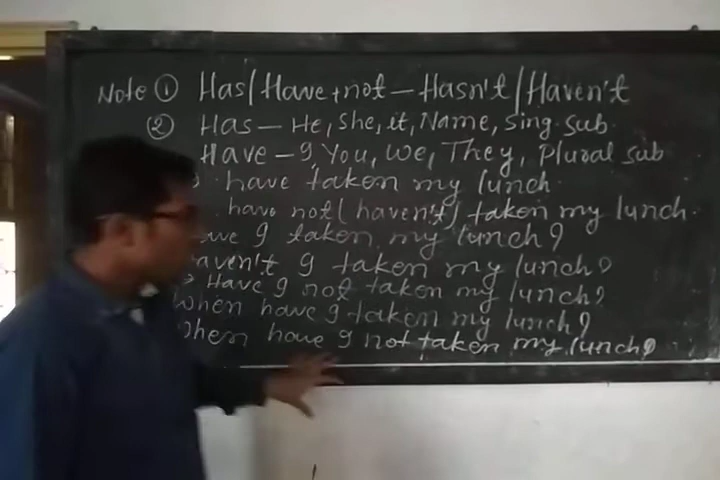 Note ① Has/Have + not – Hasn't/Haven't
② Has – He, She, it, Name, Sing. Sub.
Have – I, You, We, They, Plural Sub
have taken my lunch.
have not (haven't) taken my lunch.
I taken my lunch?
I taken my lunch?
→ Have I not taken my lunch?
When have I taken my lunch?
have I not taken my lunch?